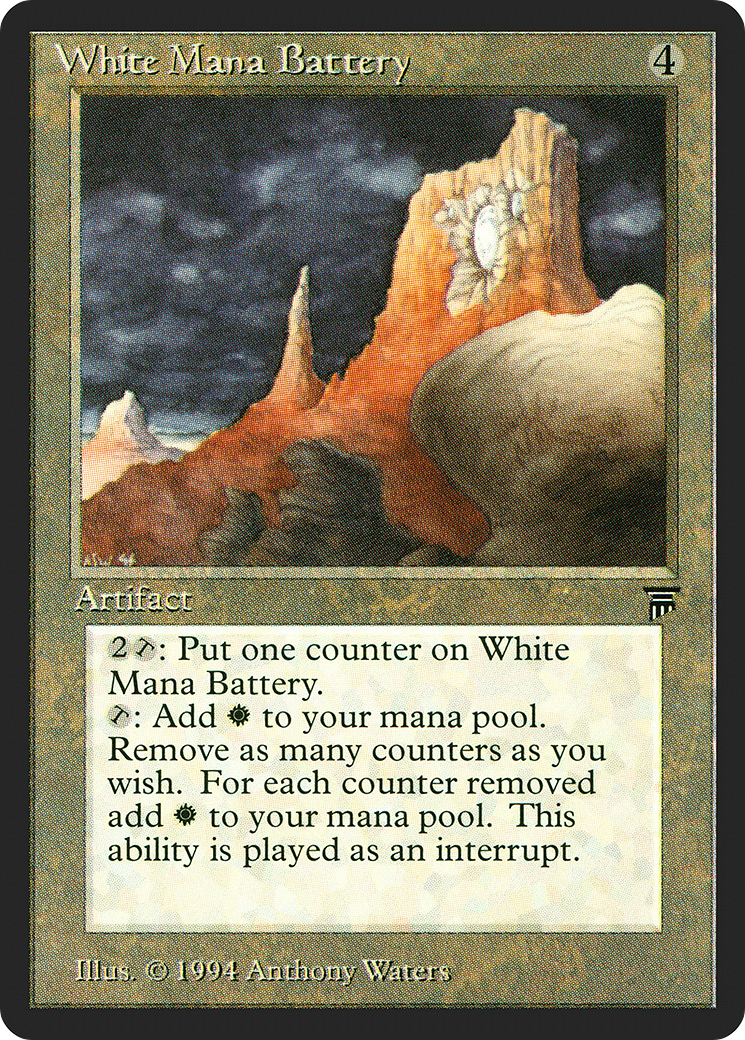 White Mana Battery 4
Artifact
2 T: Put one counter on White
Mana Battery.
T: Add to your mana pool.
Remove as many counters as you
wish. For each counter removed
add to your mana pool. This
ability is played as an interrupt.
Illus. © 1994 Anthony Waters